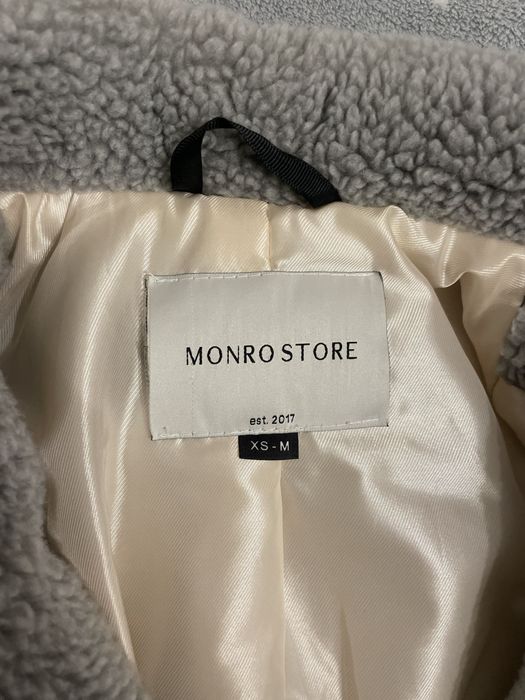 MONRO STORE
est. 2017
XS - M